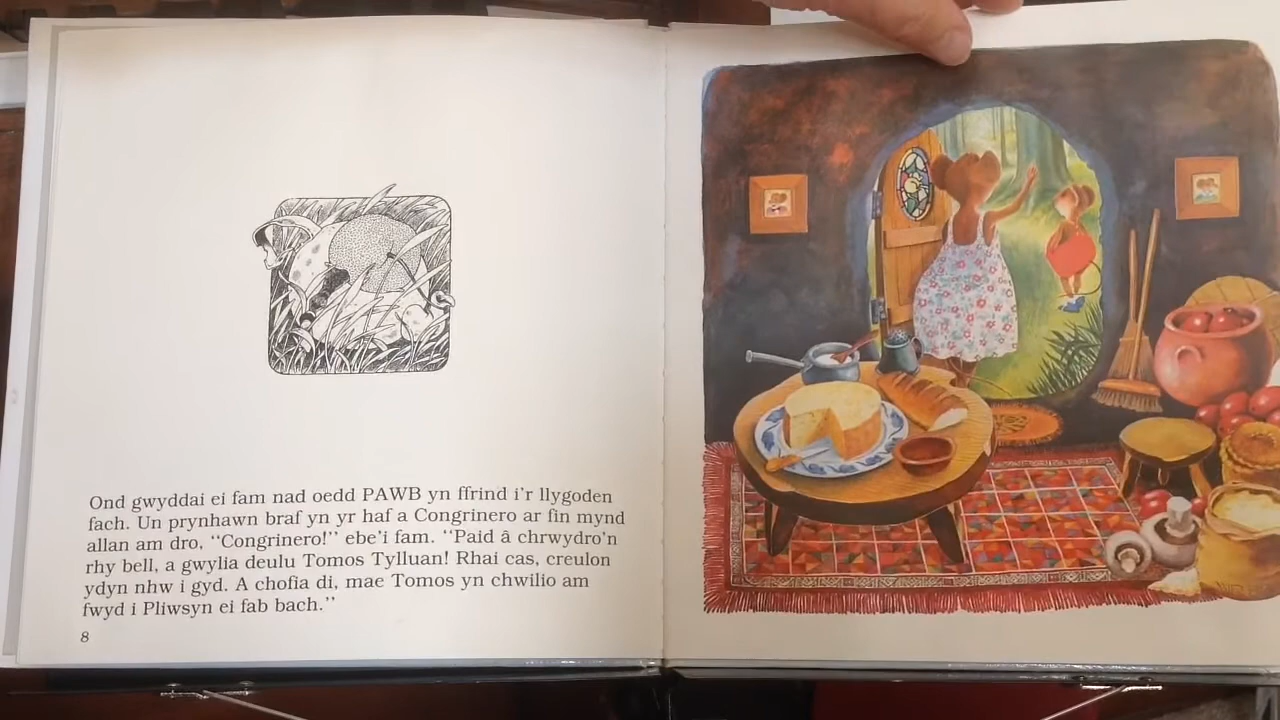 Ond gwyddai ei fam nad oedd PAWB yn ffrind i'r llygoden
fach. Un prynhawn braf yn yr haf a Congrinero ar fin mynd
allan am dro, "Congrinero!" ebe'i fam. "Paid â chrwydro'n
rhy bell, a gwylia deulu Tomos Tylluan! Rhai cas, creulon
ydyn nhw i gyd. A chofia di, mae Tomos yn chwilio am
fwyd i Pliwsyn ei fab bach."
8